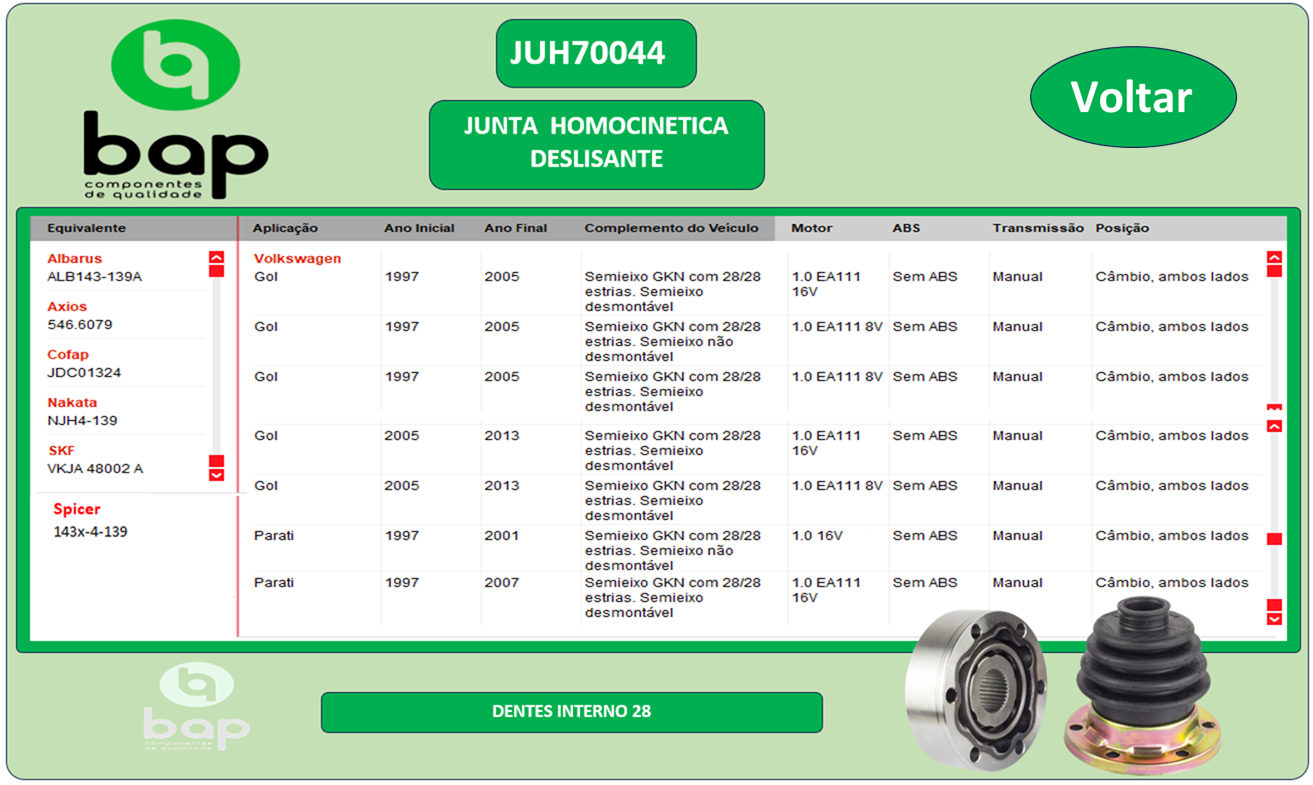 bap
componentes
de qualidade
JUH70044
JUNTA HOMOCINETICA
DESLISANTE
Voltar
Equivalente
Albarus
ALB143-139A
Axios
546.6079
Cofap
JDC01324
Nakata
NJH4-139
SKF
VKJA 48002 A
Spicer
143x-4-139
Aplicação Ano Inicial Ano Final Complemento do Veículo Motor ABS Transmissão Posição
Volkswagen
Gol 1997 2005 Semieixo GKN com 28/28 1.0 EA111 Sem ABS Manual Câmbio, ambos lados
estrias. Semieixo 16V
desmontável
Gol 1997 2005 Semieixo GKN com 28/28 1.0 EA111 8V Sem ABS Manual Câmbio, ambos lados
estrias. Semieixo não
desmontável
Gol 1997 2005 Semieixo GKN com 28/28 1.0 EA111 8V Sem ABS Manual Câmbio, ambos lados
estrias. Semieixo
desmontável
Gol 2005 2013 Semieixo GKN com 28/28 1.0 EA111 Sem ABS Manual Câmbio, ambos lados
estrias. Semieixo 16V
desmontável
Gol 2005 2013 Semieixo GKN com 28/28 1.0 EA111 8V Sem ABS Manual Câmbio, ambos lados
estrias. Semieixo
desmontável
Parati 1997 2001 Semieixo GKN com 28/28 1.0 16V Sem ABS Manual Câmbio, ambos lados
estrias. Semieixo não
desmontável
Parati 1997 2007 Semieixo GKN com 28/28 1.0 EA111 Sem ABS Manual Câmbio, ambos lados
estrias. Semieixo 16V
desmontável
bap
componentes
de qualidade
DENTES INTERNO 28